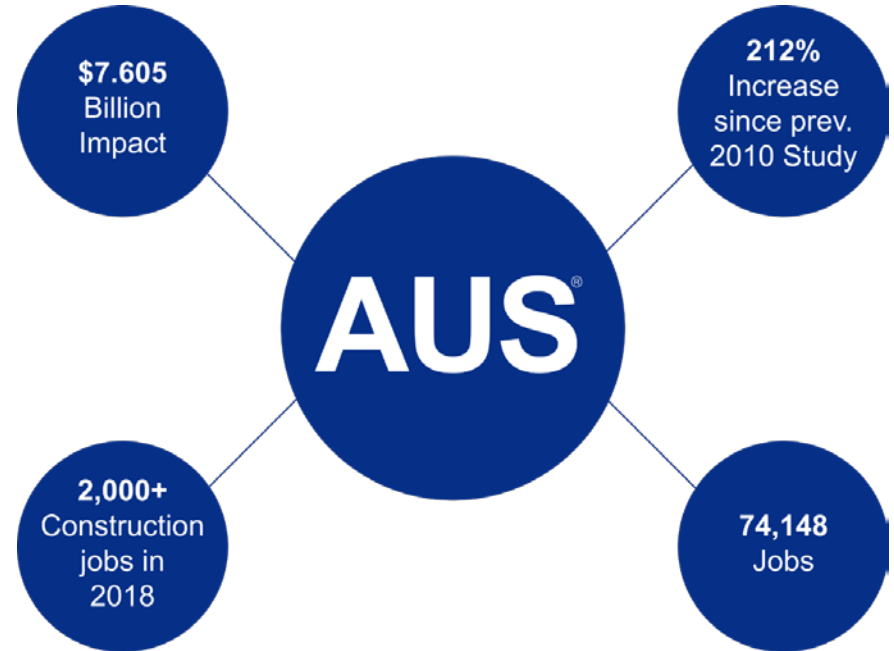 $7.605
Billion
Impact
212%
Increase
since prev.
2010 Study
AUS®
2,000+
Construction
jobs in
2018
74,148
Jobs